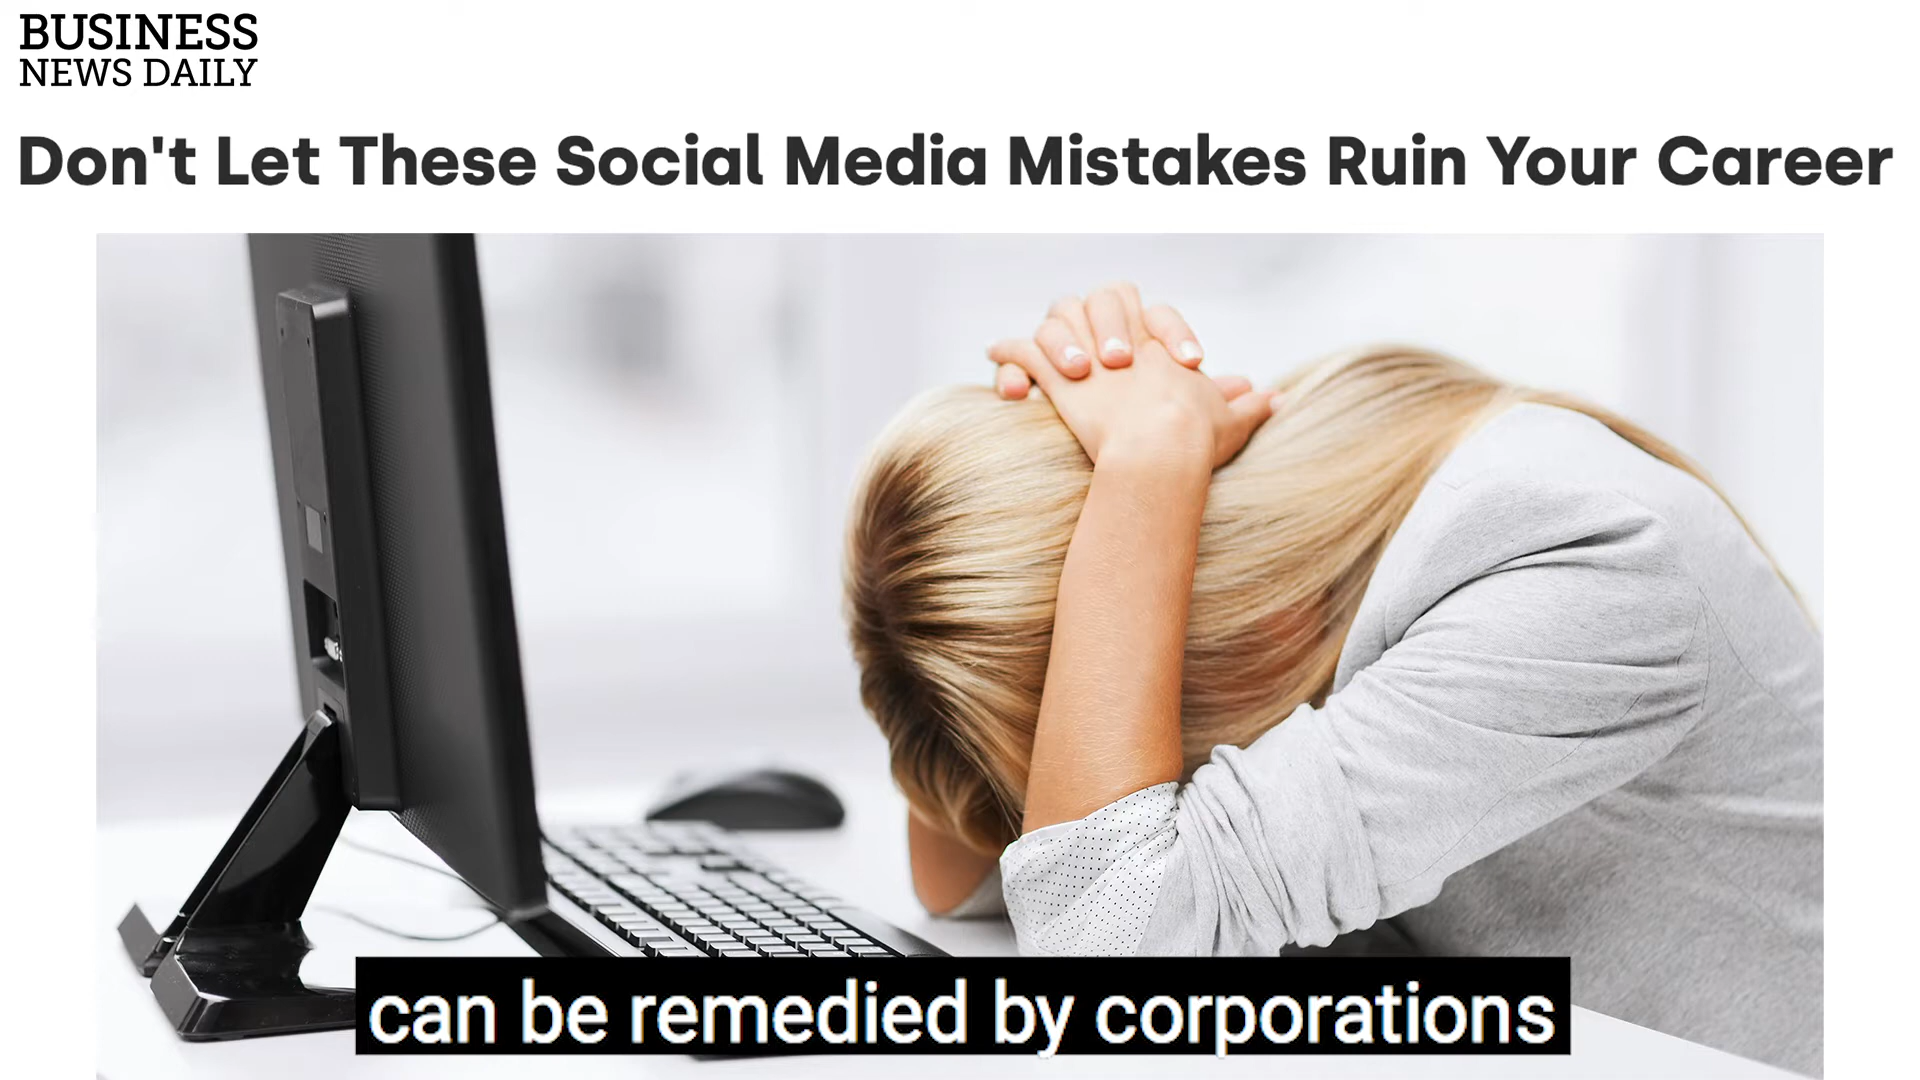 BUSINESS
NEWS DAILY
Don't Let These Social Media Mistakes Ruin Your Career
can be remedied by corporations